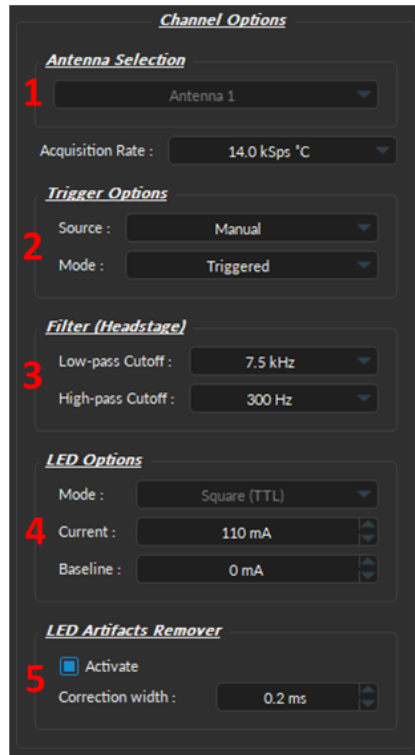 Channel Options
Antenna Selection
1 Antenna 1
Acquisition Rate : 14.0 kSps °C
Trigger Options
Source : Manual
2
Mode : Triggered
Filter (Headstage)
Low-pass Cutoff : 7.5 kHz
3
High-pass Cutoff : 300 Hz
LED Options
Mode : Square (TTL)
4 Current : 110 mA
Baseline : 0 mA
LED Artifacts Remover
Activate
5
Correction width : 0.2 ms